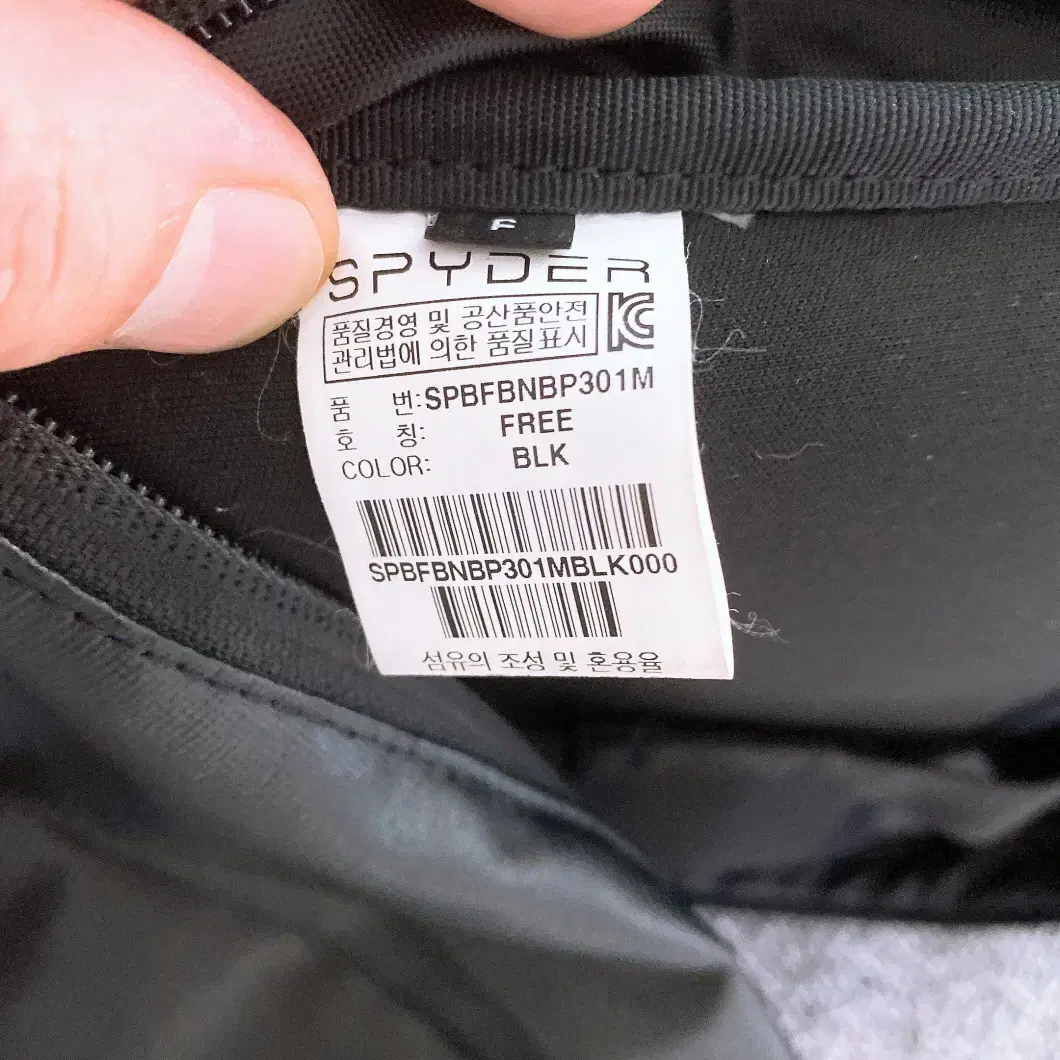 F
SPYDER
품질경영 및 공산품안전
관리법에 의한 품질표시
품 번:SPBFBNBP301M
호 칭: FREE
COLOR: BLK
SPBFBNBP301MBLK000
섬유의 조성 및 혼용율